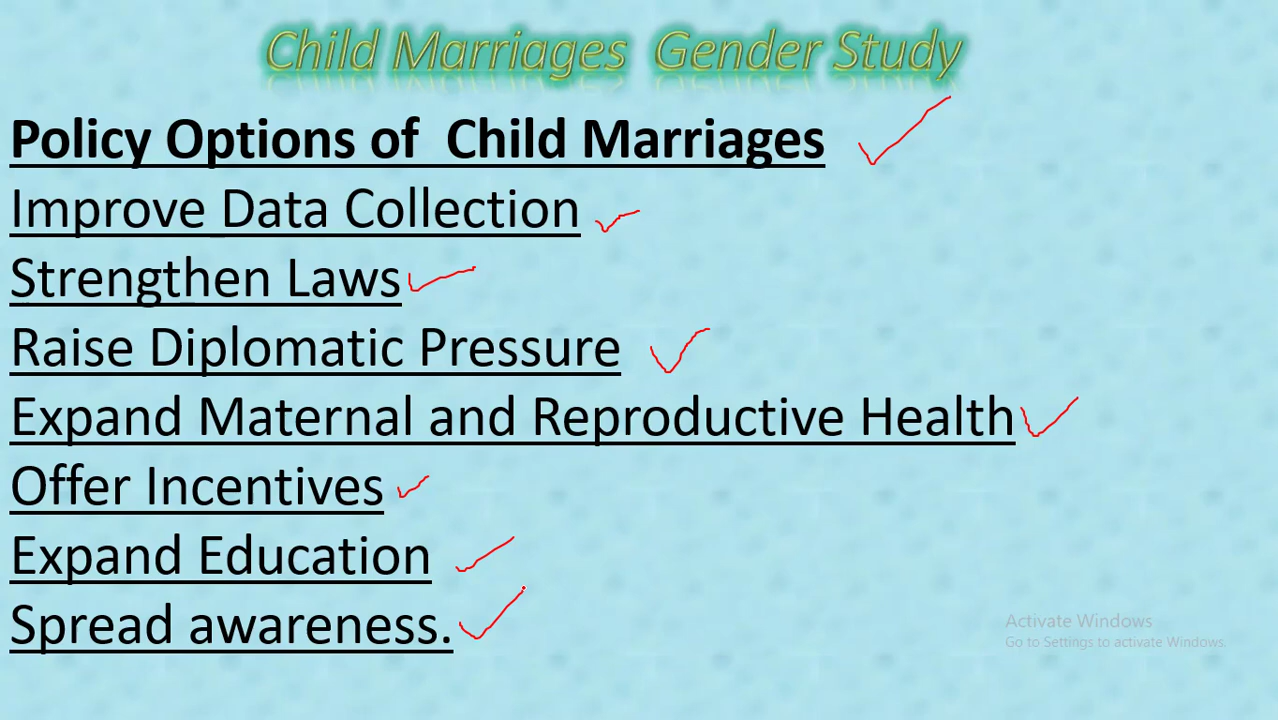 Child Marriages Gender Study
Policy Options of Child Marriages
Improve Data Collection
Strengthen Laws
Raise Diplomatic Pressure
Expand Maternal and Reproductive Health
Offer Incentives
Expand Education
Spread awareness.
Activate Windows
Go to Settings to activate Windows.